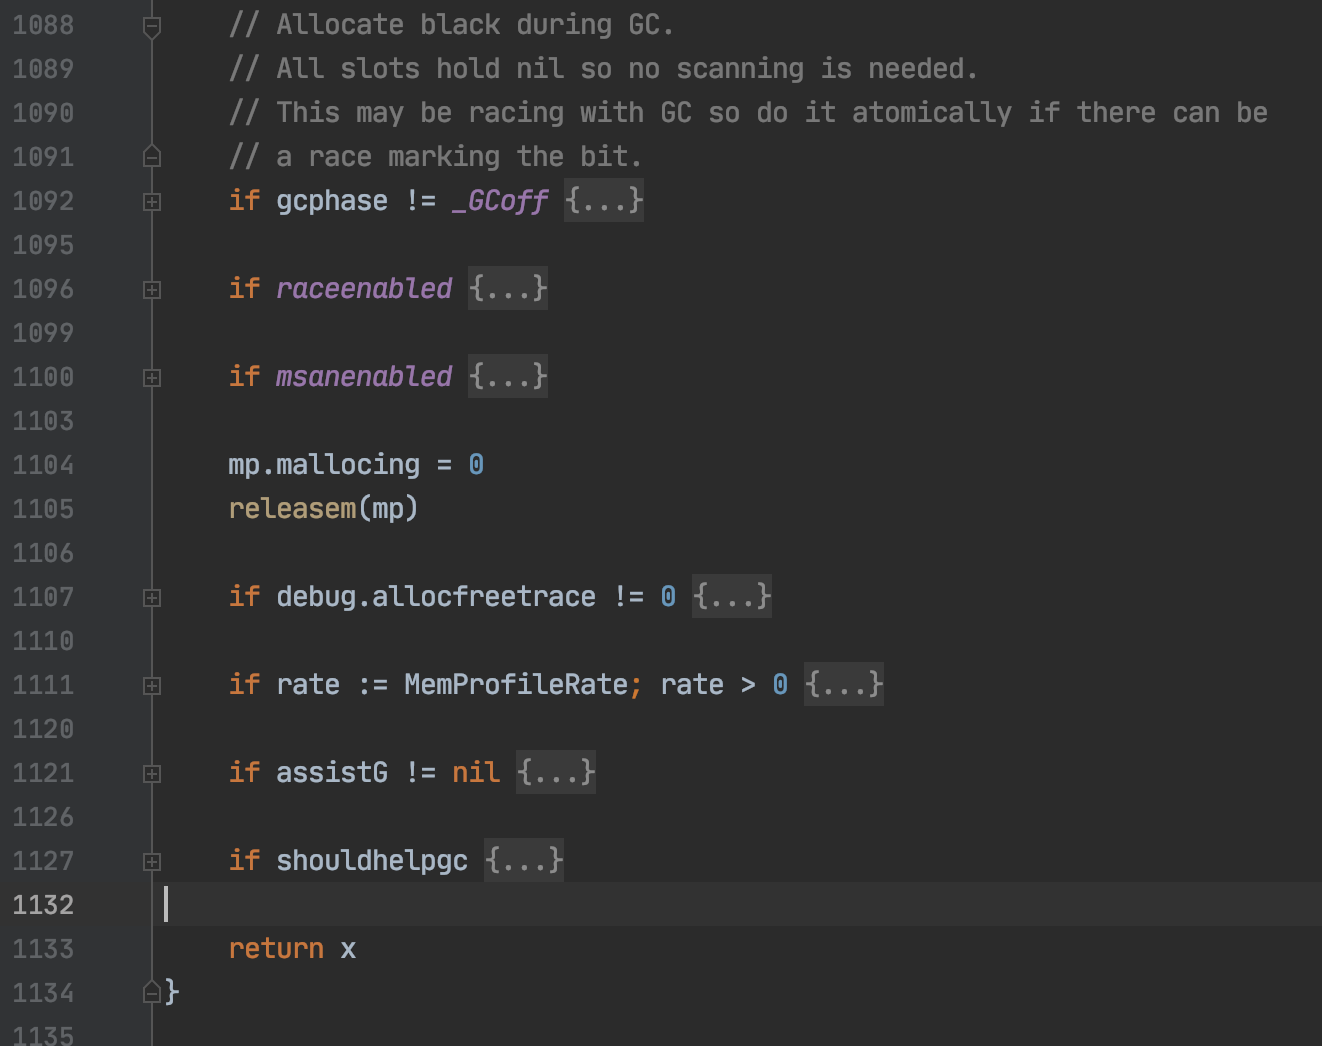 1088 // Allocate black during GC.
1089 // All slots hold nil so no scanning is needed.
1090 // This may be racing with GC so do it atomically if there can be
1091 // a race marking the bit.
1092 if gcphase != _GCoff {...}
1095
1096 if raceenabled {...}
1099
1100 if msanenabled {...}
1103
1104 mp.mallocing = 0
1105 releasem(mp)
1106
1107 if debug.allocfreetrace != 0 {...}
1110
1111 if rate := MemProfileRate; rate > 0 {...}
1120
1121 if assistG != nil {...}
1126
1127 if shouldhelpgc {...}
1132
1133 return x
1134 }
1135